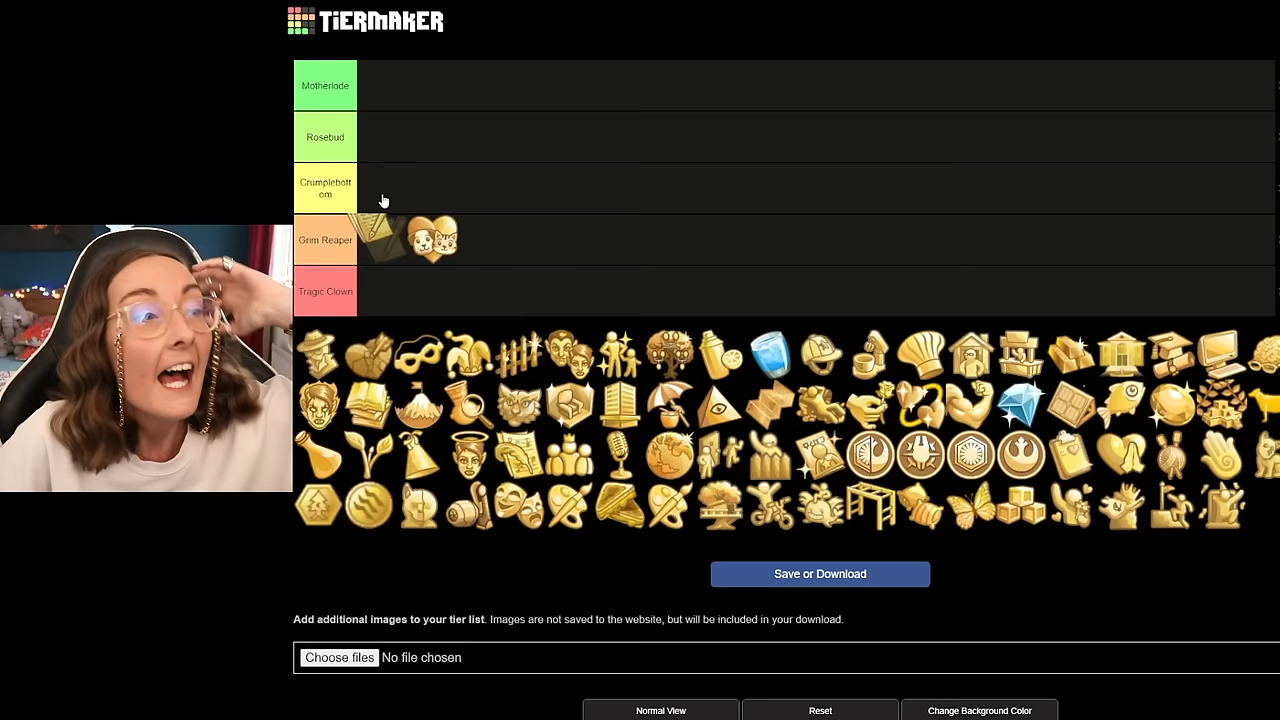 TiERMAKER
Motherlode
Rosebud
Crumplebott
om
Grim Reaper
Tragic Clown
Save or Download
Add additional images to your tier list. Images are not saved to the website, but will be included in your download.
Choose files No file chosen
Normal View
Reset
Change Background Color